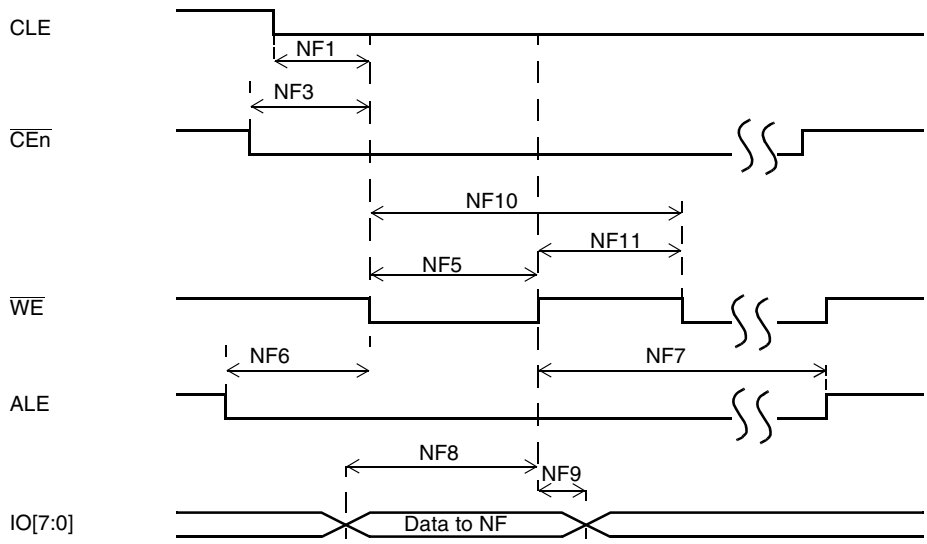 CLE
NF1
NF3
CEn
NF10
NF11
NF5
WE
NF6
NF7
ALE
NF8
NF9
IO[7:0]
Data to NF